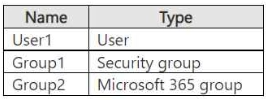 Name Type
User1 User
Group1 Security group
Group2 Microsoft 365 group